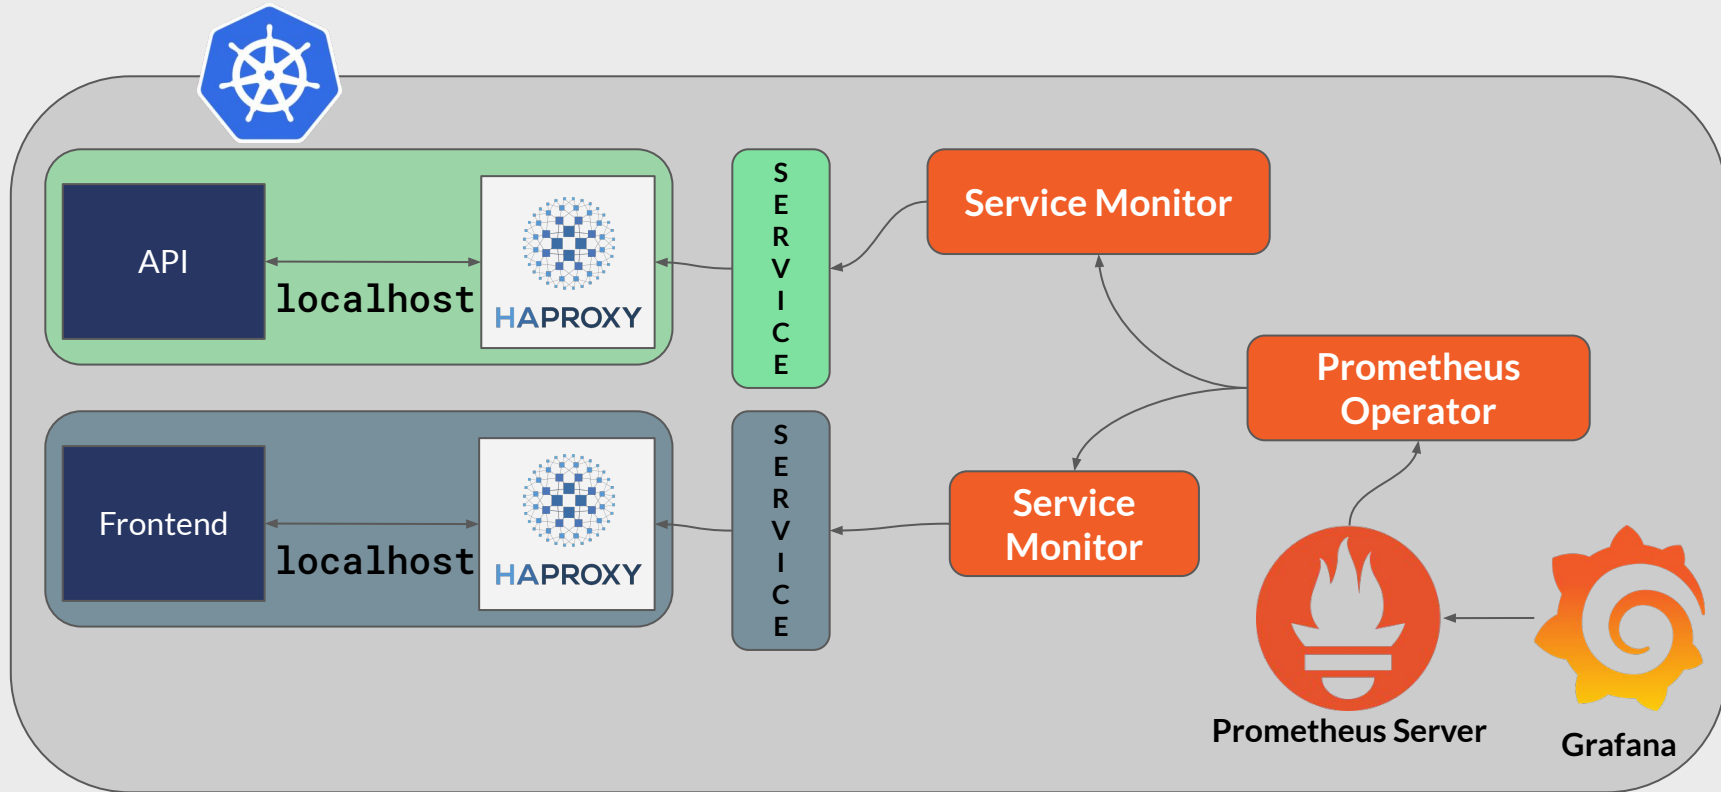 API
localhost
HAPROXY
S
E
R
V
I
C
E
Service Monitor
Prometheus
Operator
Frontend
localhost
HAPROXY
S
E
R
V
I
C
E
Service
Monitor
Prometheus Server
Grafana